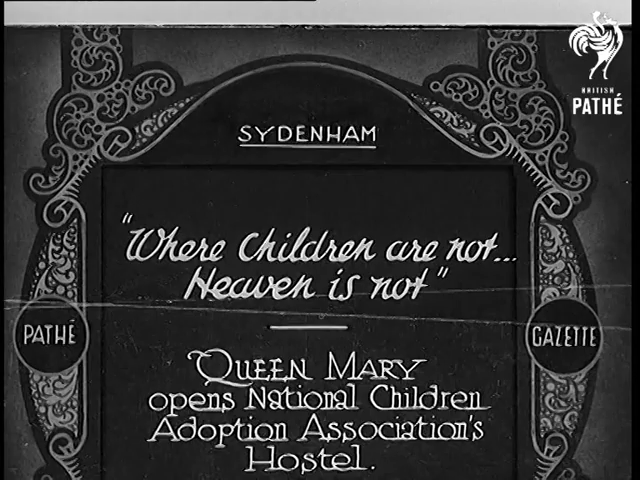 BRITISH
PATHÉ
SYDENHAM
"Where Children are not...
Heaven is not"
PATHÉ
GAZETTE
QUEEN MARY
opens National Children
Adoption Association's
Hostel.